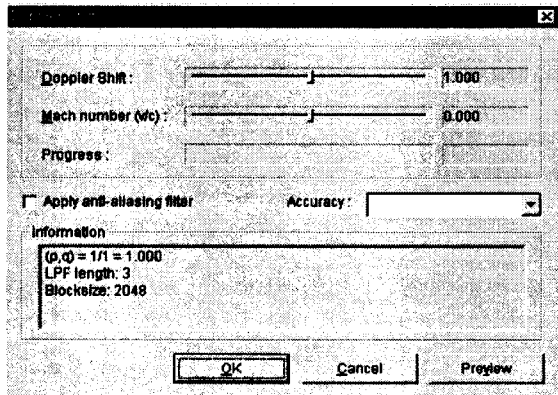 Doppler Shift :
1.000
Mach number (v/c) :
0.000
Progress :
Apply anti-aliasing filter
Accuracy :
Information
(p,q) = 1/1 = 1.000
LPF length: 3
Blocksize: 2048
OK
Cancel
Preview